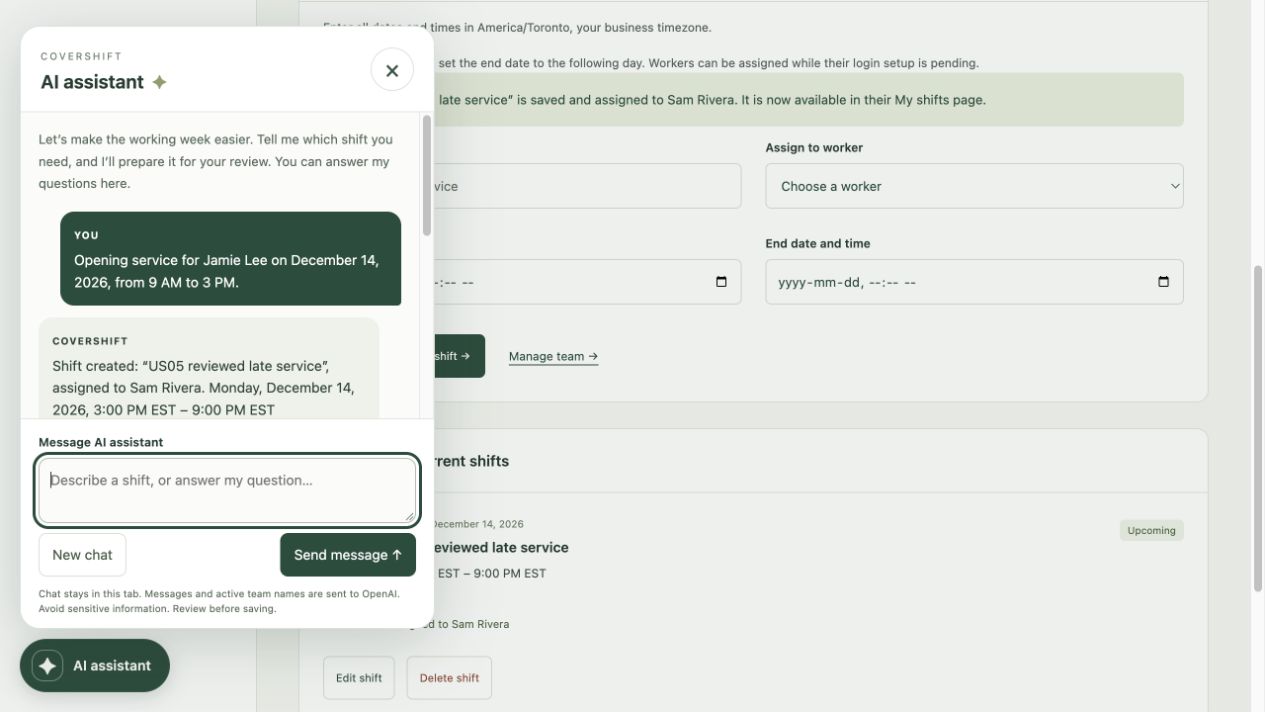 COVERSHIFT
AI assistant
Let's make the working week easier. Tell me which shift you
need, and I'll prepare it for your review. You can answer my
questions here.
YOU
Opening service for Jamie Lee on December 14,
2026, from 9 AM to 3 PM.
COVERSHIFT
Shift created: “US05 reviewed late service”,
assigned to Sam Rivera. Monday, December 14,
2026, 3:00 PM EST – 9:00 PM EST
Message AI assistant
Describe a shift, or answer my question...
New chat
Send message ↑
Chat stays in this tab. Messages and active team names are sent to OpenAI.
Avoid sensitive information. Review before saving.
AI assistant
times in America/Toronto, your business timezone.
set the end date to the following day. Workers can be assigned while their login setup is pending.
late service” is saved and assigned to Sam Rivera. It is now available in their My shifts page.
Assign to worker
Choose a worker
End date and time
-:-- --
yyyy-mm-dd, --:-- --
shift →
Manage team →
rent shifts
December 14, 2026
Upcoming
eviewed late service
EST – 9:00 PM EST
d to Sam Rivera
Edit shift
Delete shift